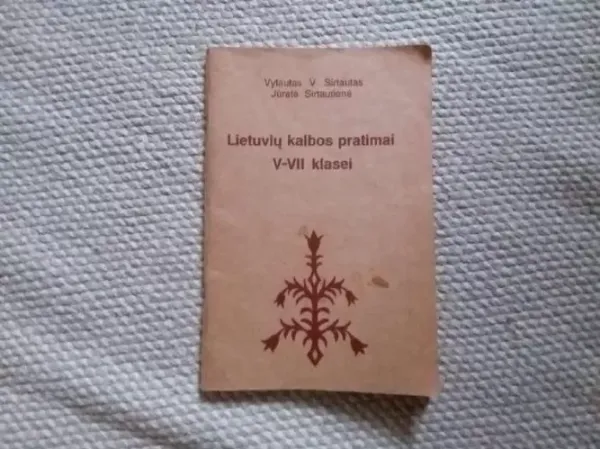 Vytautas V. Sirtautas
Jūratė Sirtautienė
Lietuvių kalbos pratimai
V-VII klasei